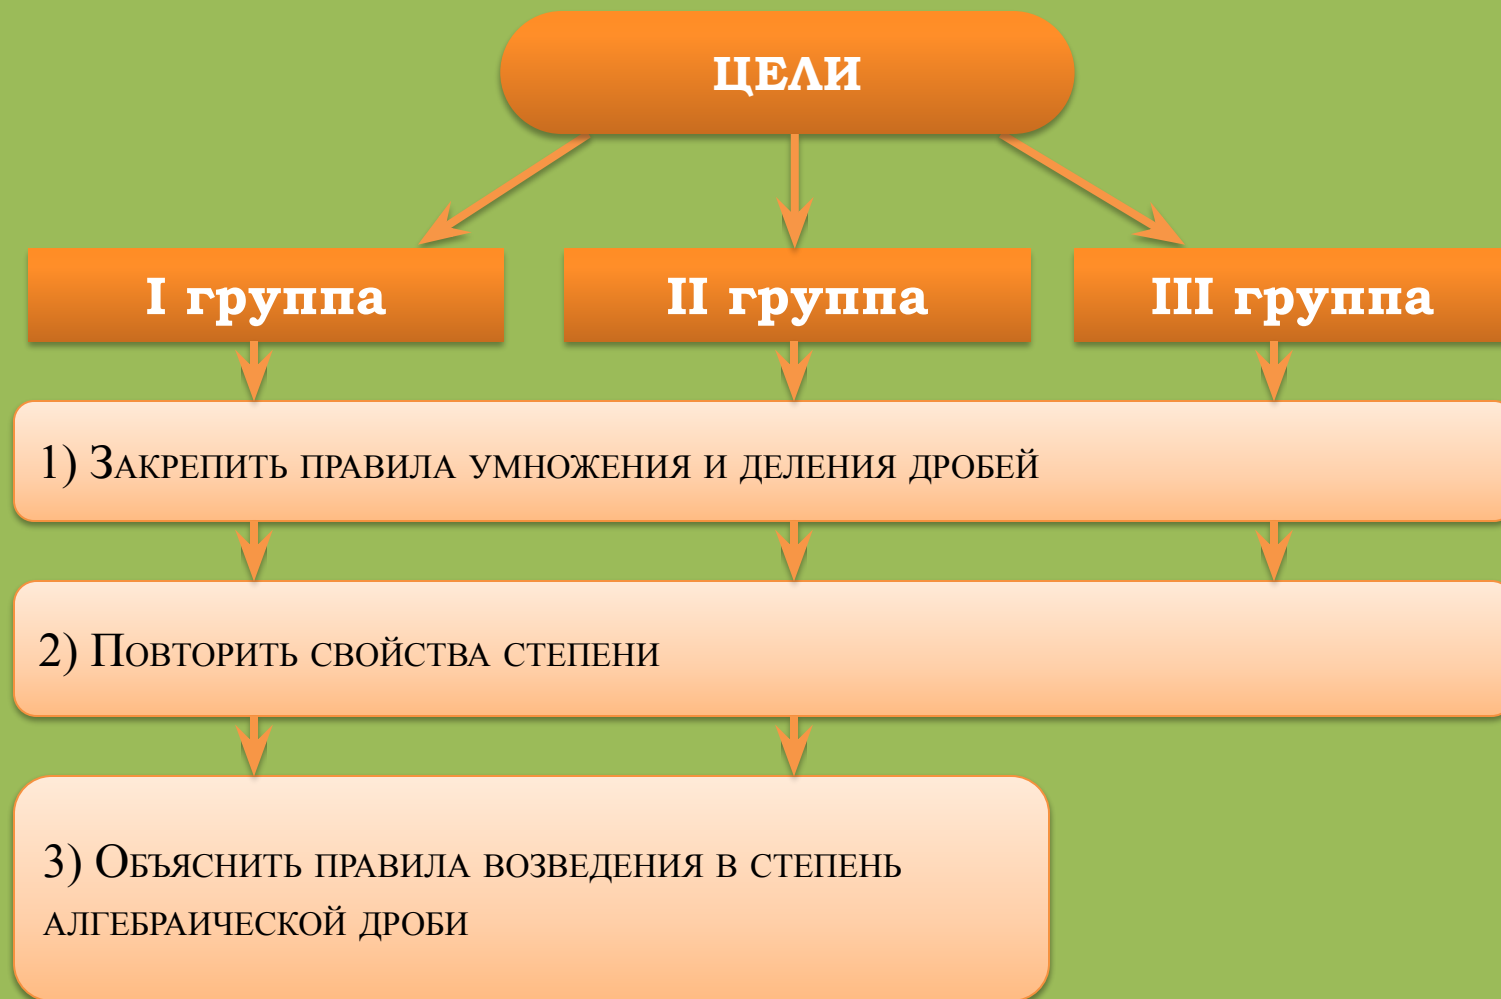 ЦЕЛИ
I группа
II группа
III группа
1) Закрепить правила умножения и деления дробей
2) Повторить свойства степени
3) Объяснить правила возведения в степень
алгебраической дроби